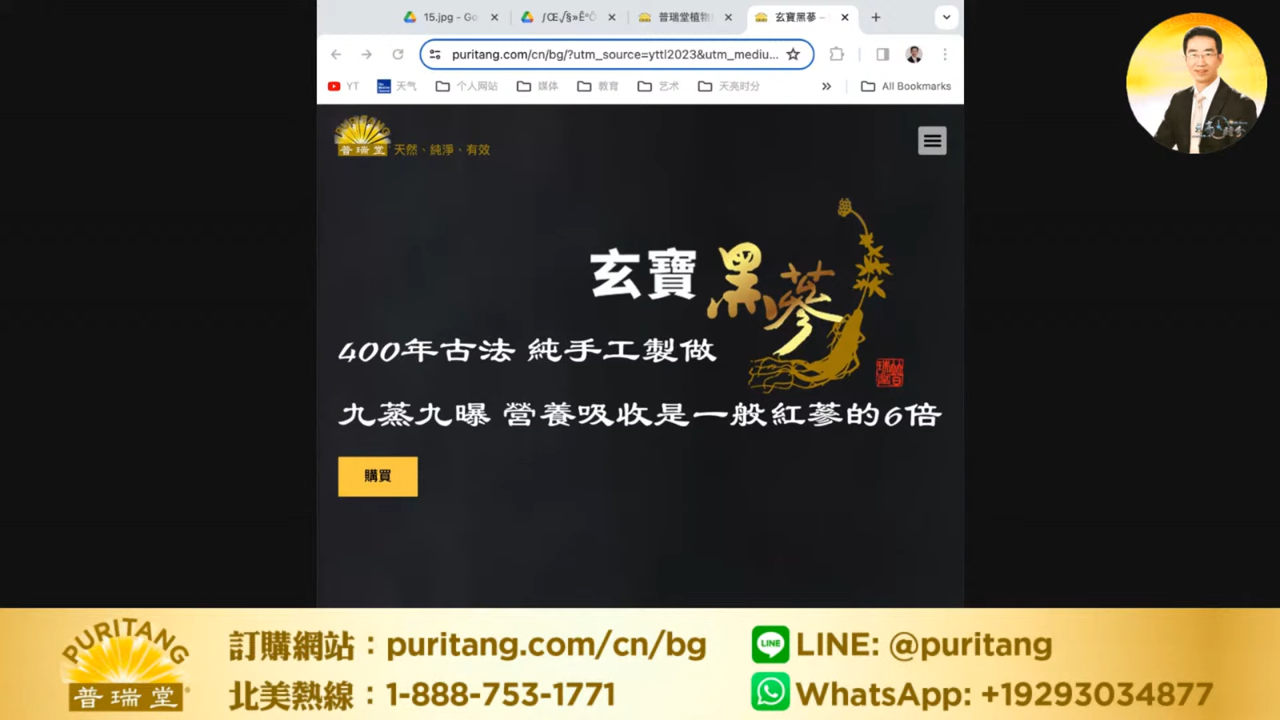 15.jpg - Go
普瑞堂植物
玄寶黑蔘 -
puritang.com/cn/bg/?utm_source=yttl2023&utm_mediu...
YT
天气
个人网站
媒体
教育
艺术
天亮时分
»
All Bookmarks
PURITANG
普瑞堂
天然、純淨、有效
玄寶 黑蔘
400年古法 純手工製做
九蒸九曝 營養吸收是一般紅蔘的6倍
購買
PURITANG
普瑞堂
訂購網站：puritang.com/cn/bg
LINE
LINE: @puritang
北美熱線：1-888-753-1771
WhatsApp: +19293034877